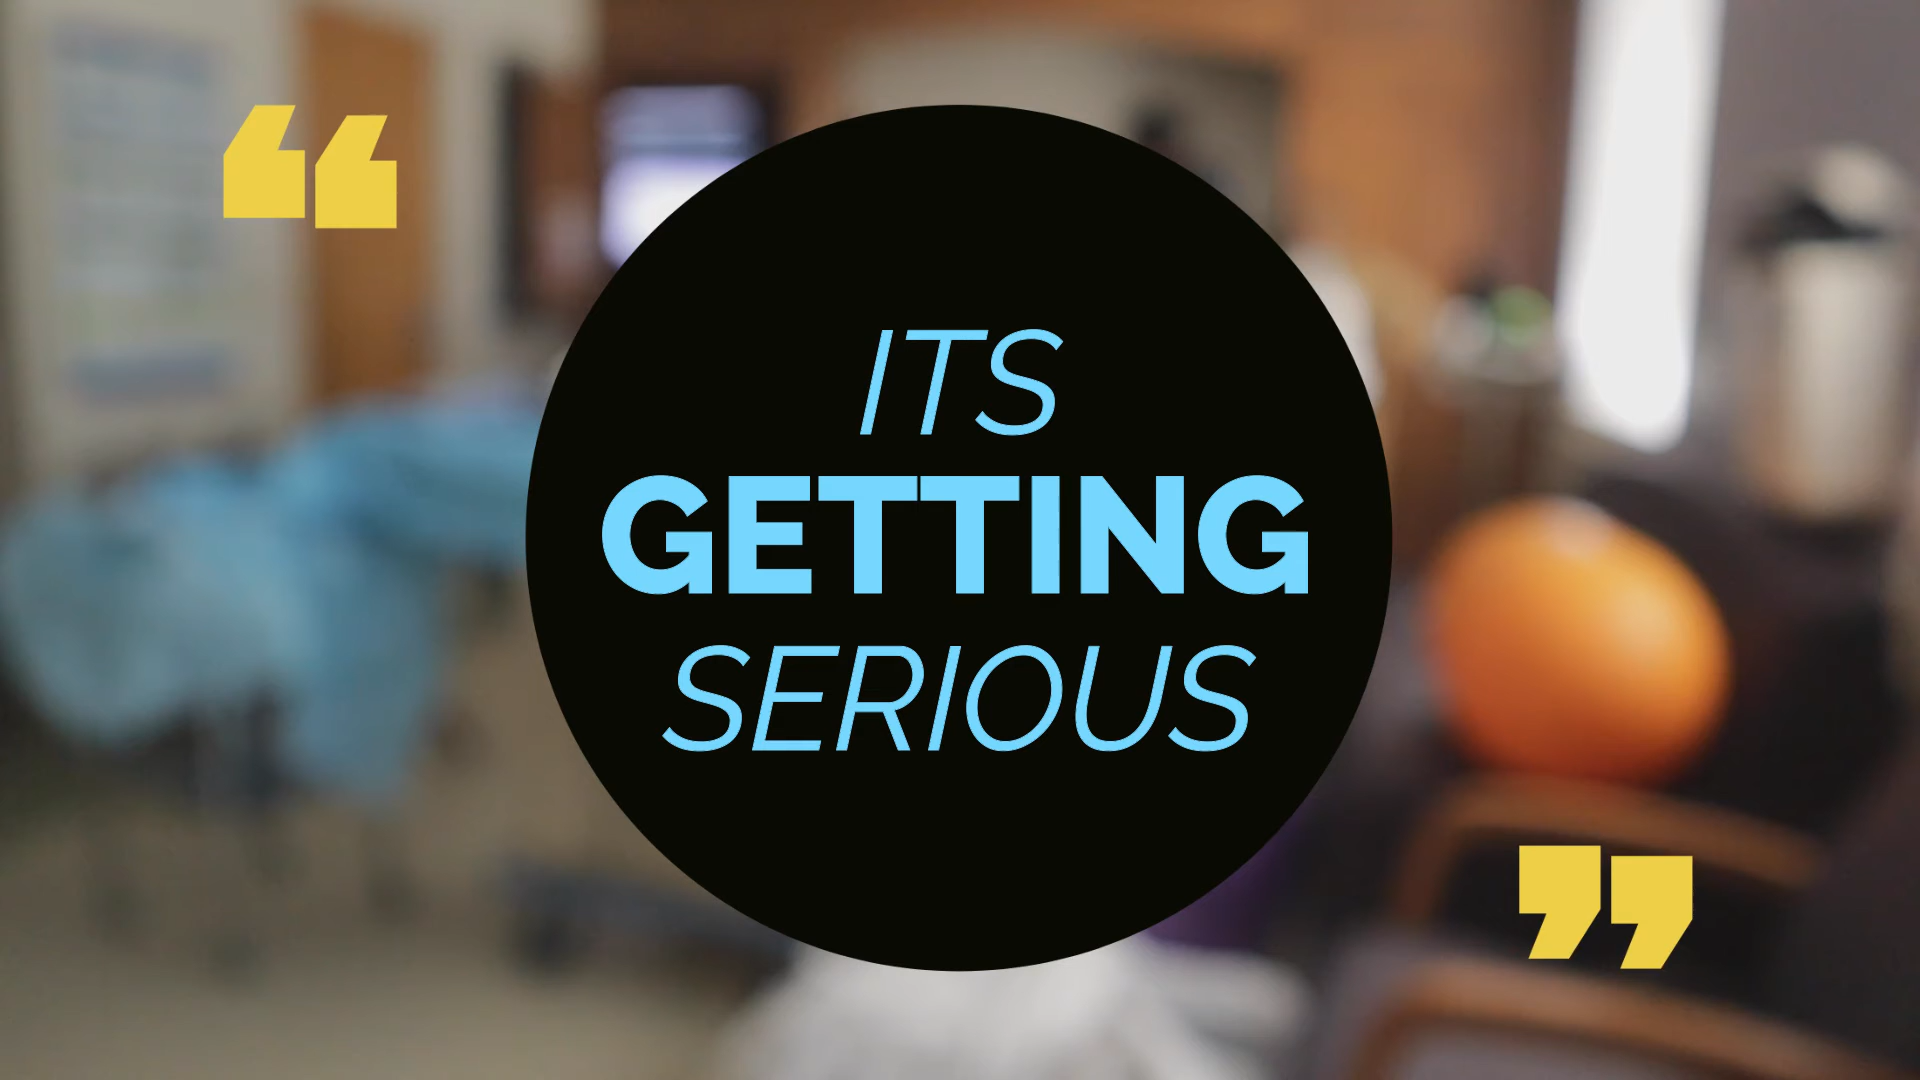 “
ITS
GETTING
SERIOUS
”